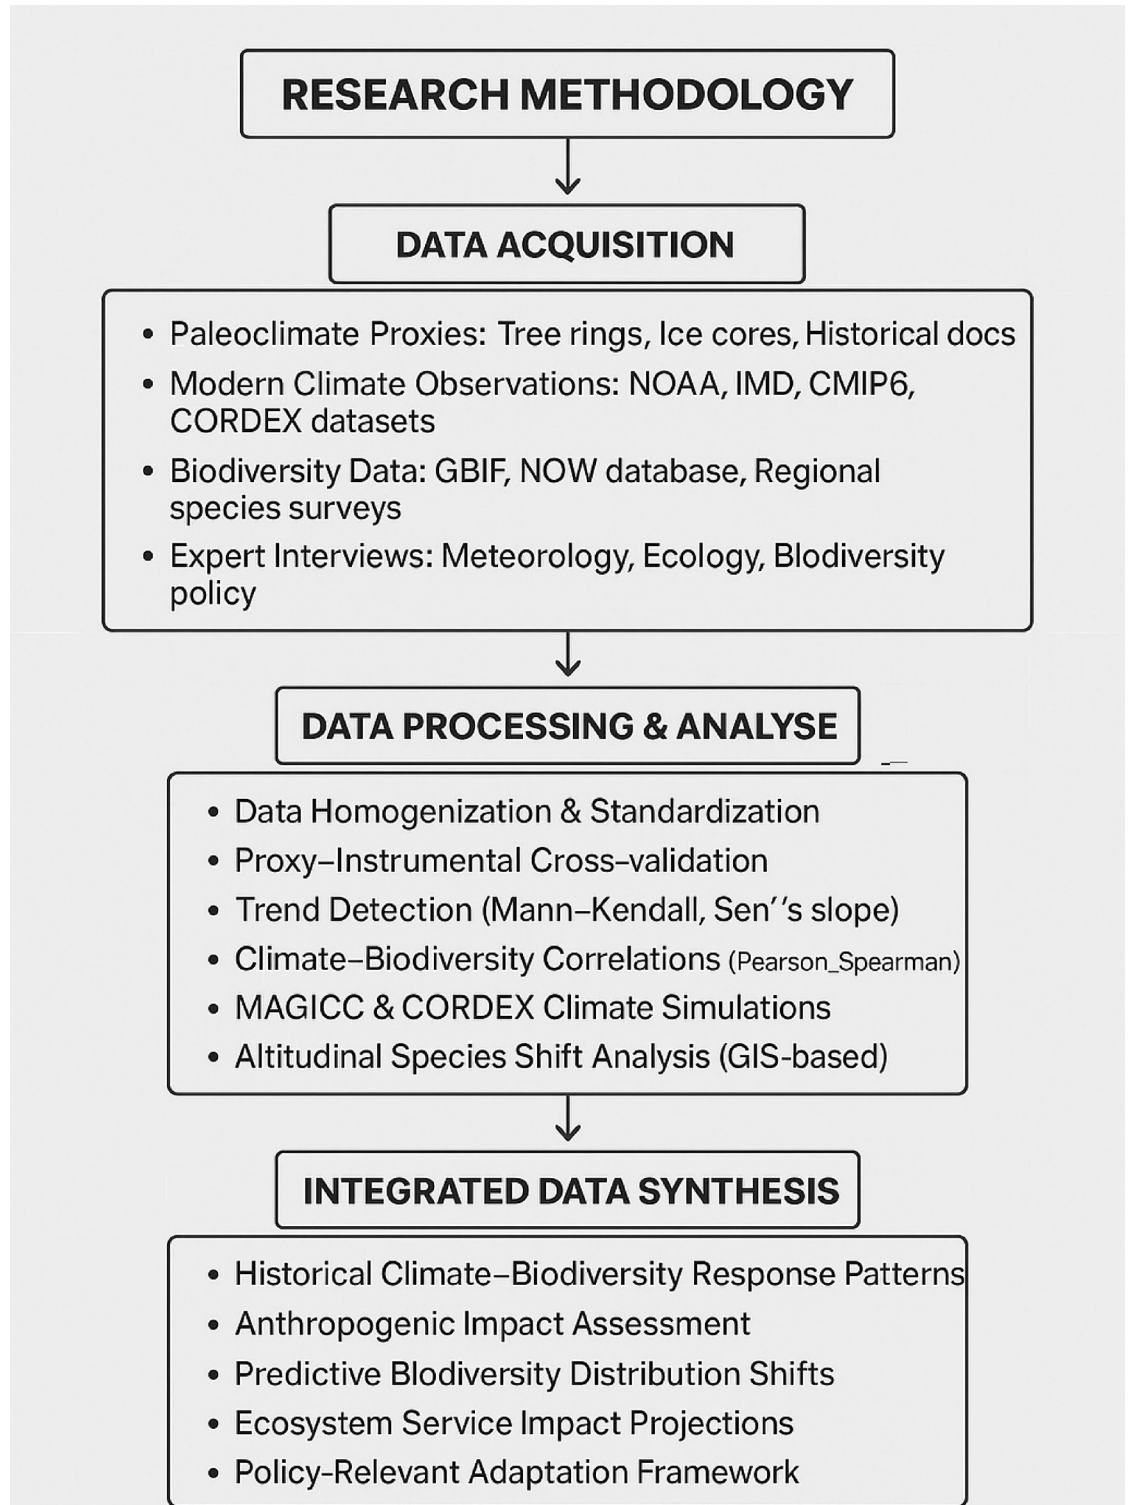 RESEARCH METHODOLOGY
DATA ACQUISITION
• Paleoclimate Proxies: Tree rings, Ice cores, Historical docs
• Modern Climate Observations: NOAA, IMD, CMIP6,
CORDEX datasets
• Biodiversity Data: GBIF, NOW database, Regional
species surveys
• Expert Interviews: Meteorology, Ecology, Blodiversity
policy
DATA PROCESSING & ANALYSE
• Data Homogenization & Standardization
• Proxy–Instrumental Cross–validation
• Trend Detection (Mann–Kendall, Sen′′s slope)
• Climate–Biodiversity Correlations (Pearson_Spearman)
• MAGICC & CORDEX Climate Simulations
• Altitudinal Species Shift Analysis (GIS-based)
INTEGRATED DATA SYNTHESIS
• Historical Climate–Biodiversity Response Patterns
• Anthropogenic Impact Assessment
• Predictive Blodiversity Distribution Shifts
• Ecosystem Service Impact Projections
• Policy-Relevant Adaptation Framework